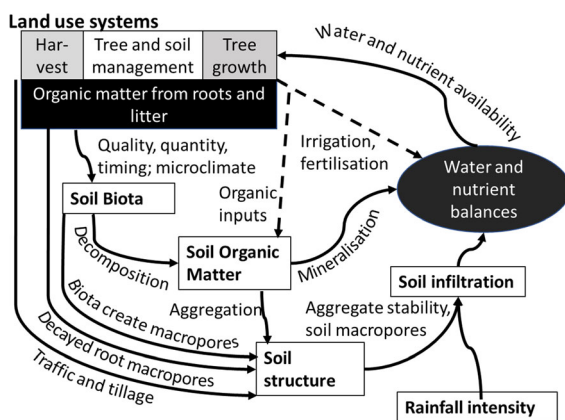 Land use systems
Har-
vest
Tree and soil
management
Tree
growth
Organic matter from roots and
litter
Water and nutrient availability
Quality, quantity,
timing; microclimate
Irrigation,
fertilisation
Water and
nutrient
balances
Soil Biota
Organic
inputs
Decomposition
Soil Organic
Matter
Mineralisation
Soil infiltration
Aggregation
Aggregate stability,
soil macropores
Biota create macropores
Decayed root macropores
Traffic and tillage
Soil
structure
Rainfall intensity